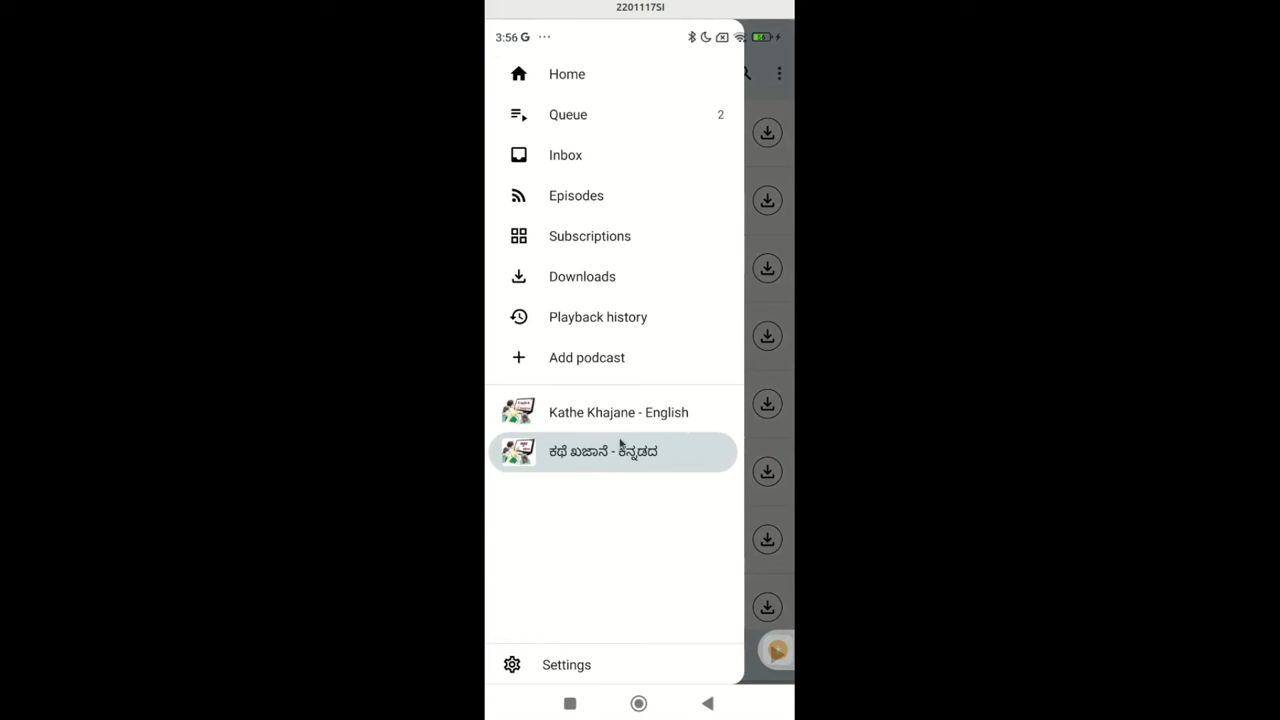 2201117SI
3:56 G ···
Home
Queue 2
Inbox
Episodes
Subscriptions
Downloads
Playback history
Add podcast
Kathe Khajane - English
ಕಥೆ ಖಜಾನೆ - ಕನ್ನಡದ
Settings